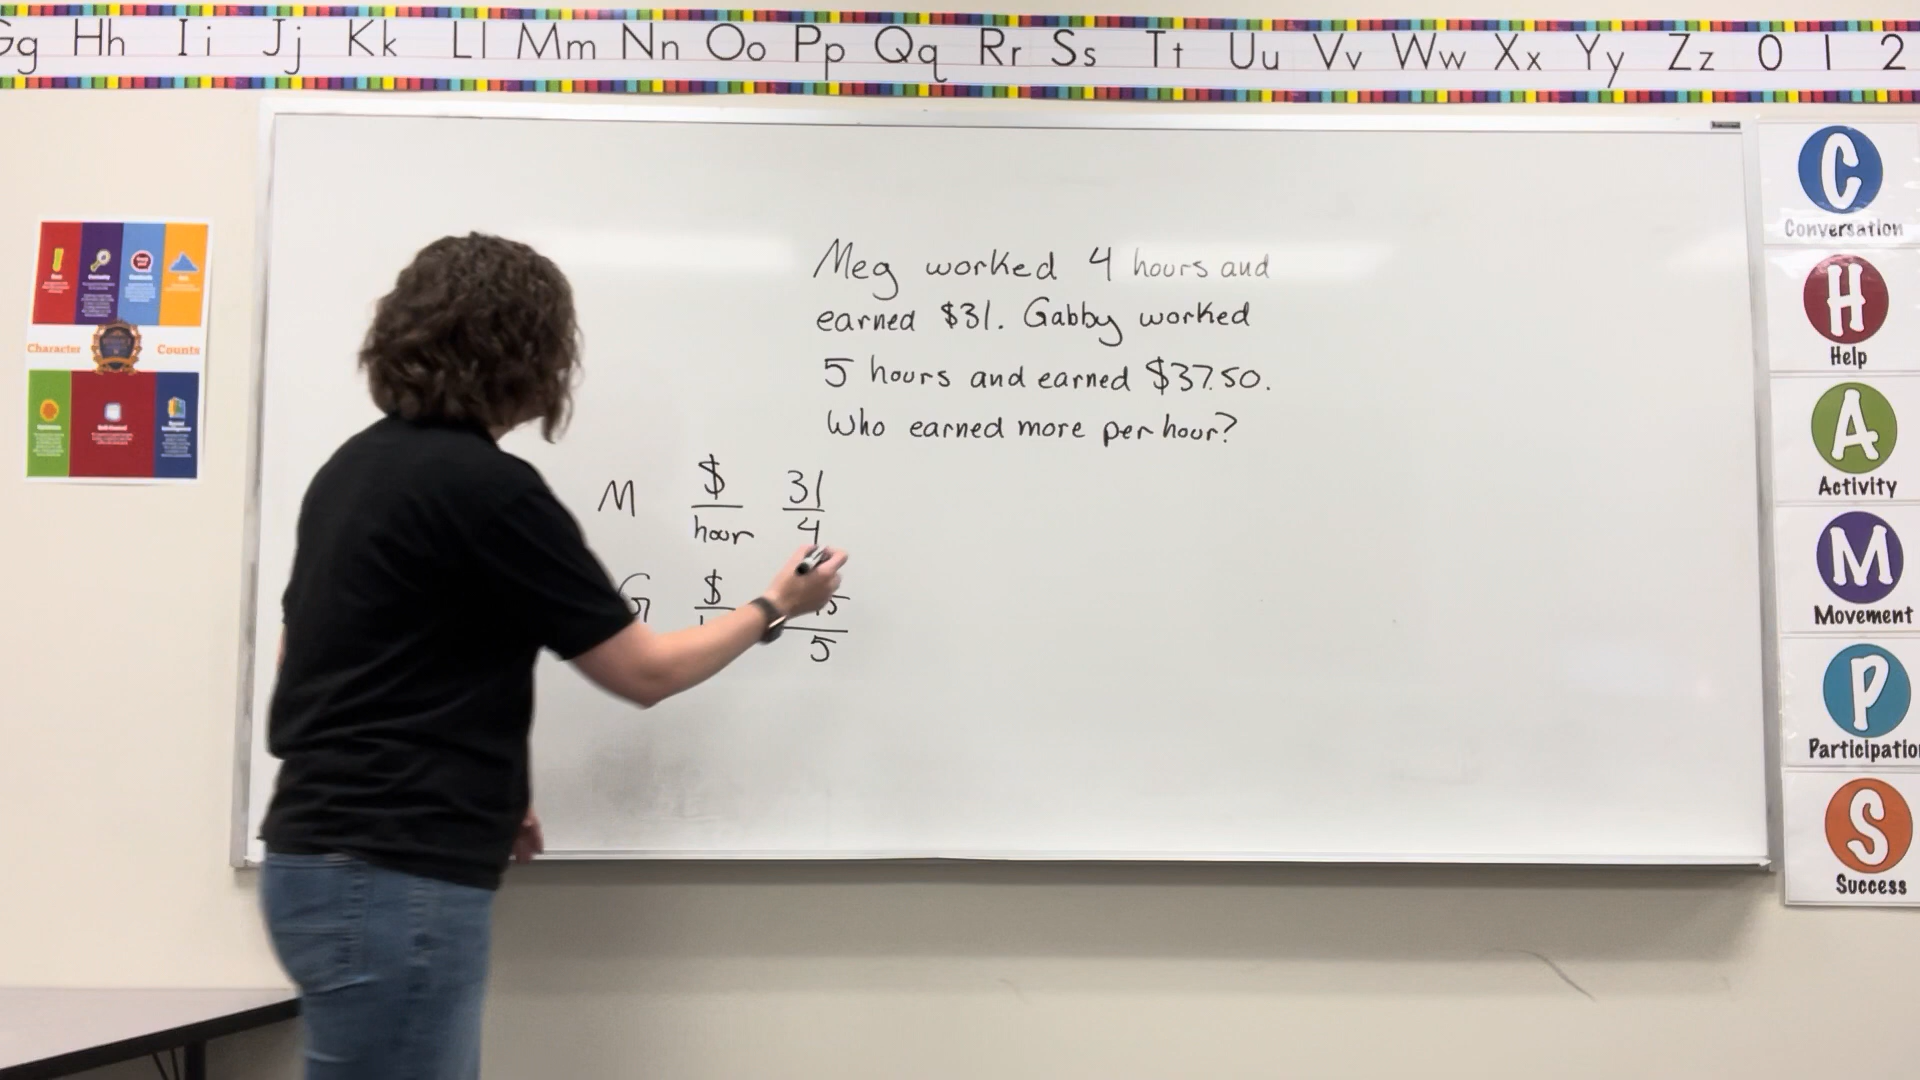 Gg Hh Ii Jj Kk Ll Mm Nn Oo Pp Qq Rr Ss Tt Uu Vv Ww Xx Yy Zz 0 1 2
Meg worked 4 hours and
earned $31. Gabby worked
5 hours and earned $37.50.
Who earned more per hour?
M $ 31
hour 4
G $
5
Character Counts
C
Conversation
H
Help
A
Activity
M
Movement
P
Participatio
S
Success